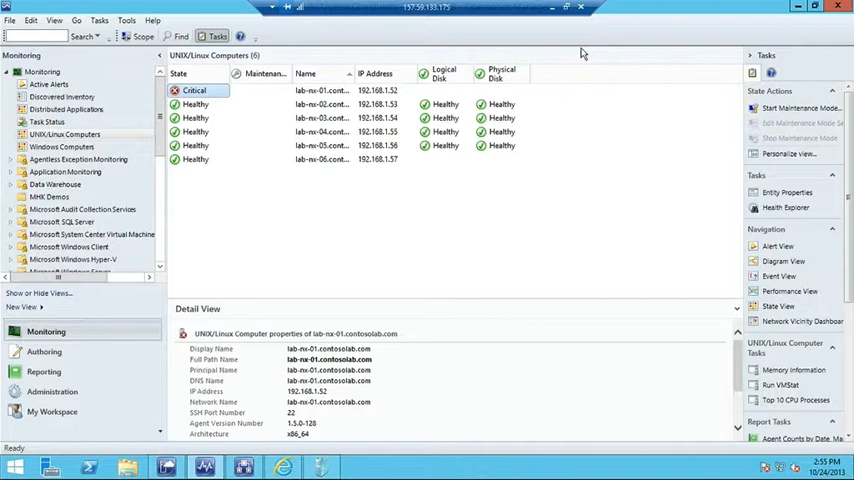 157.59.133.175
File Edit View Go Tasks Tools Help
Search Scope Find Tasks
Monitoring
Monitoring
Active Alerts
Discovered Inventory
Distributed Applications
Task Status
UNIX/Linux Computers
Windows Computers
Agentless Exception Monitoring
Application Monitoring
Data Warehouse
MHK Demos
Microsoft Audit Collection Services
Microsoft SQL Server
Microsoft System Center Virtual Machine
Microsoft Windows Client
Microsoft Windows Hyper-V
Show or Hide Views...
New View
Monitoring
Authoring
Reporting
Administration
My Workspace
UNIX/Linux Computers (6)
State Maintenan... Name IP Address Logical Disk Physical Disk
Critical lab-nx-01.cont... 192.168.1.52
Healthy lab-nx-02.cont... 192.168.1.53 Healthy Healthy
Healthy lab-nx-03.cont... 192.168.1.54 Healthy Healthy
Healthy lab-nx-04.cont... 192.168.1.55 Healthy Healthy
Healthy lab-nx-05.cont... 192.168.1.56 Healthy Healthy
Healthy lab-nx-06.cont... 192.168.1.57
Detail View
UNIX/Linux Computer properties of lab-nx-01.contosolab.com
Display Name lab-nx-01.contosolab.com
Full Path Name lab-nx-01.contosolab.com
Principal Name lab-nx-01.contosolab.com
DNS Name lab-nx-01.contosolab.com
IP Address 192.168.1.52
Network Name lab-nx-01.contosolab.com
SSH Port Number 22
Agent Version Number 1.5.0-128
Architecture x86_64
Tasks
State Actions
Start Maintenance Mode...
Edit Maintenance Mode Se
Stop Maintenance Mode...
Personalize view...
Tasks
Entity Properties
Health Explorer
Navigation
Alert View
Diagram View
Event View
Performance View
State View
Network Vicinity Dashboar
UNIX/Linux Computer
Tasks
Memory Information
Run VMStat
Top 10 CPU Processes
Report Tasks
Agent Counts by Date, Ma
Ready
2:55 PM
10/24/2013